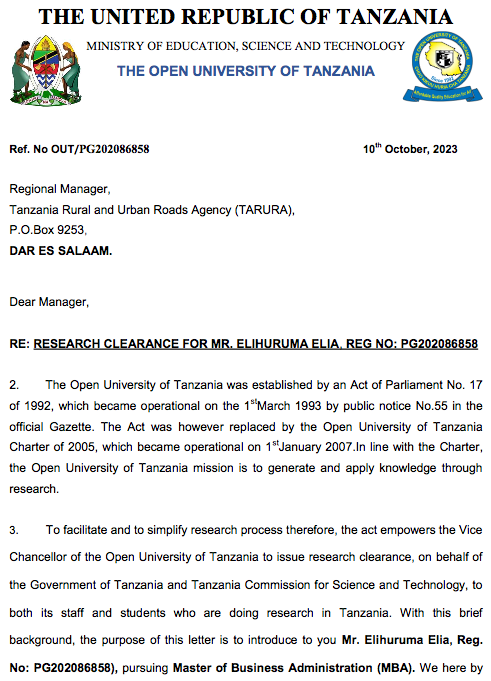 THE UNITED REPUBLIC OF TANZANIA
MINISTRY OF EDUCATION, SCIENCE AND TECHNOLOGY
THE OPEN UNIVERSITY OF TANZANIA
Ref. No OUT/PG202086858 10th October, 2023
Regional Manager,
Tanzania Rural and Urban Roads Agency (TARURA),
P.O.Box 9253,
DAR ES SALAAM.
Dear Manager,
RE: RESEARCH CLEARANCE FOR MR. ELIHURUMA ELIA, REG NO: PG202086858
2. The Open University of Tanzania was established by an Act of Parliament No. 17
of 1992, which became operational on the 1stMarch 1993 by public notice No.55 in the
official Gazette. The Act was however replaced by the Open University of Tanzania
Charter of 2005, which became operational on 1stJanuary 2007.In line with the Charter,
the Open University of Tanzania mission is to generate and apply knowledge through
research.
3. To facilitate and to simplify research process therefore, the act empowers the Vice
Chancellor of the Open University of Tanzania to issue research clearance, on behalf of
the Government of Tanzania and Tanzania Commission for Science and Technology, to
both its staff and students who are doing research in Tanzania. With this brief
background, the purpose of this letter is to introduce to you Mr. Elihuruma Elia, Reg.
No: PG202086858), pursuing Master of Business Administration (MBA). We here by